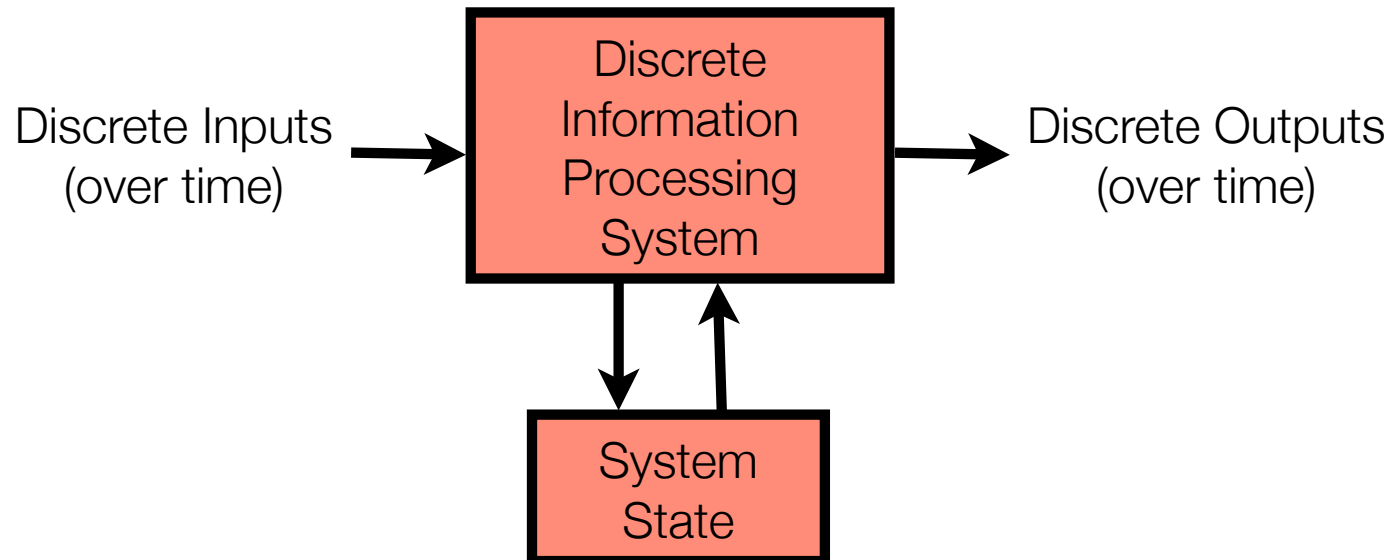 Discrete Inputs
(over time)
Discrete
Information
Processing
System
Discrete Outputs
(over time)
System
State